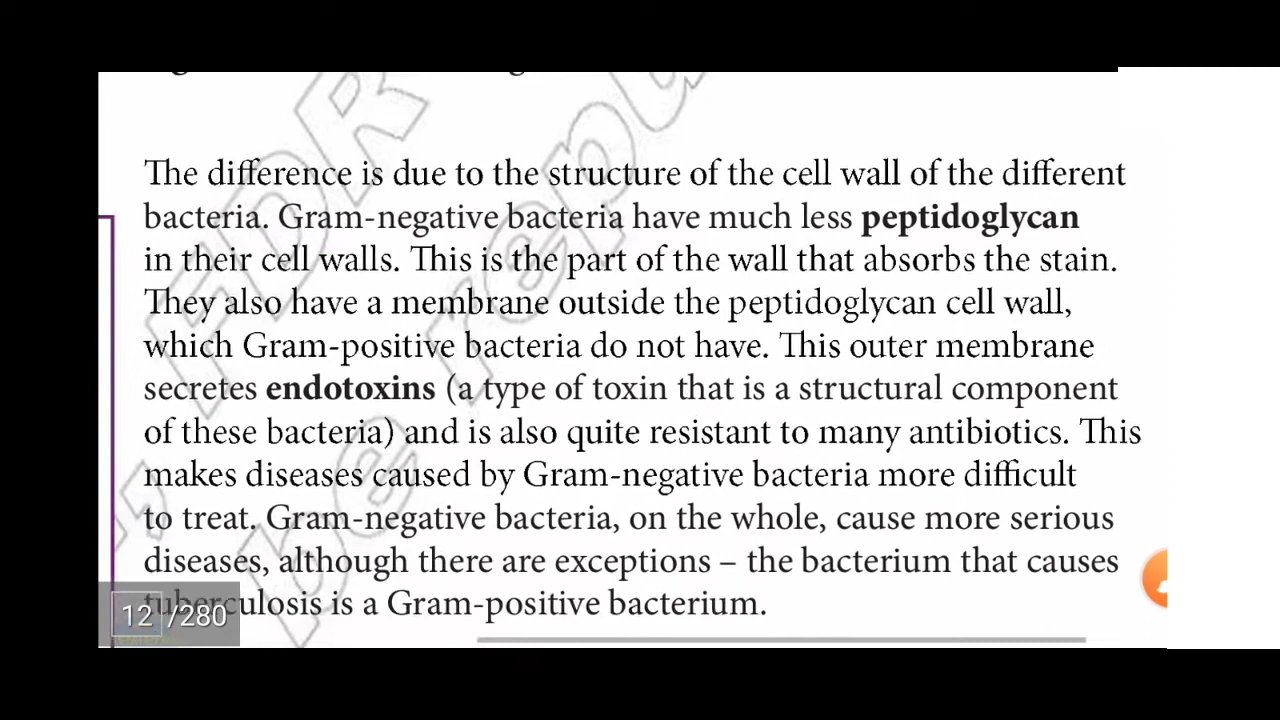 The difference is due to the structure of the cell wall of the different
bacteria. Gram-negative bacteria have much less peptidoglycan
in their cell walls. This is the part of the wall that absorbs the stain.
They also have a membrane outside the peptidoglycan cell wall,
which Gram-positive bacteria do not have. This outer membrane
secretes endotoxins (a type of toxin that is a structural component
of these bacteria) and is also quite resistant to many antibiotics. This
makes diseases caused by Gram-negative bacteria more difficult
to treat. Gram-negative bacteria, on the whole, cause more serious
diseases, although there are exceptions – the bacterium that causes
tuberculosis is a Gram-positive bacterium.
12 /280
FDR
be